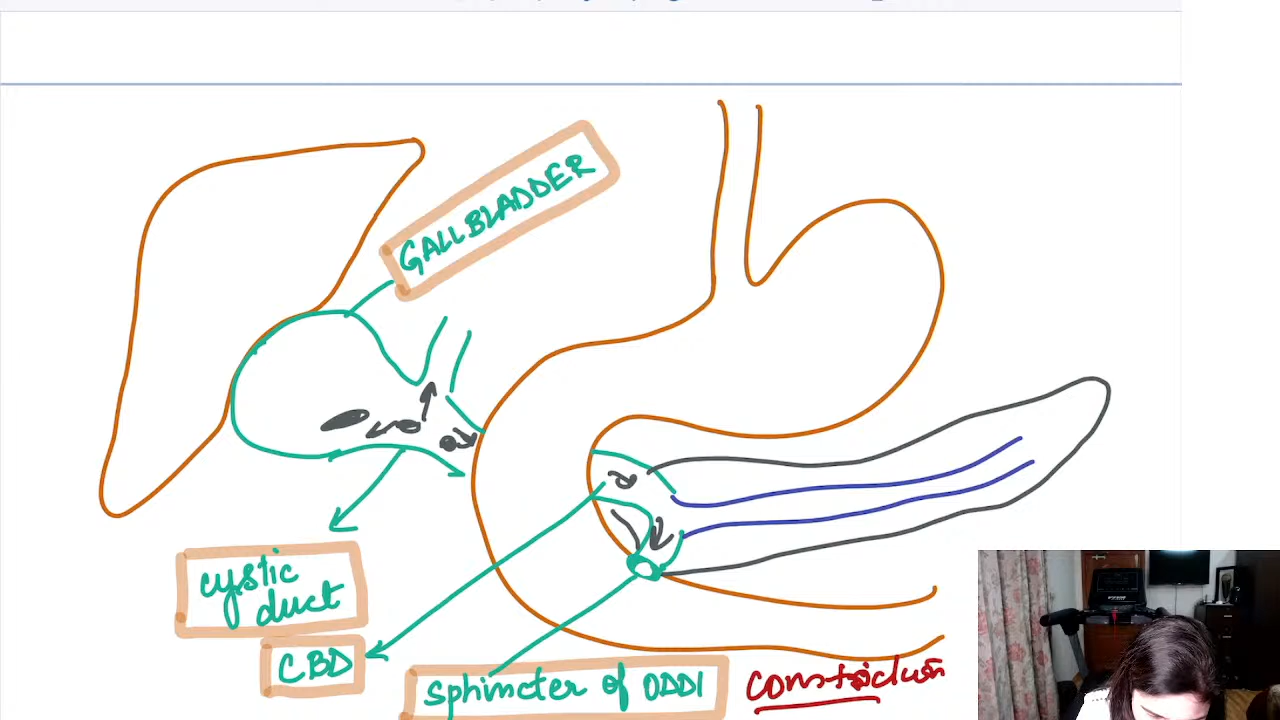 GALLBLADDER
cystic
duct
CBD
sphincter of ODDI
constriction